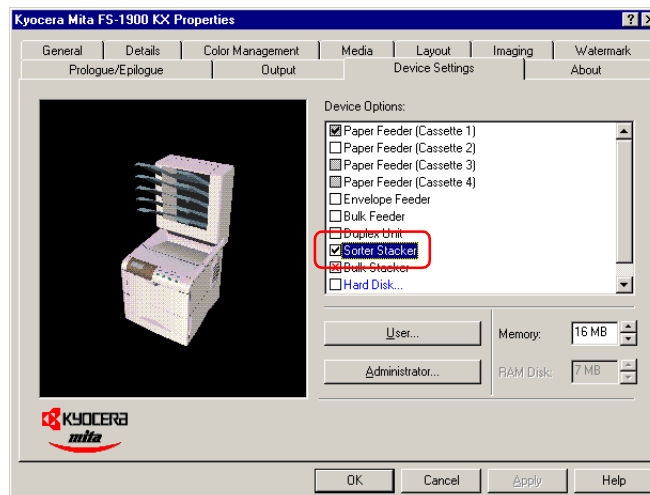 Kyocera Mita FS-1900 KX Properties
General Details Color Management Media Layout Imaging Watermark
Prologue/Epilogue Output Device Settings About
Device Options:
Paper Feeder (Cassette 1)
Paper Feeder (Cassette 2)
Paper Feeder (Cassette 3)
Paper Feeder (Cassette 4)
Envelope Feeder
Bulk Feeder
Duplex Unit
Sorter Stacker
Bulk Stacker
Hard Disk...
User... Memory: 16 MB
Administrator... RAM Disk: 7 MB
KYOCERA
mita
OK Cancel Apply Help